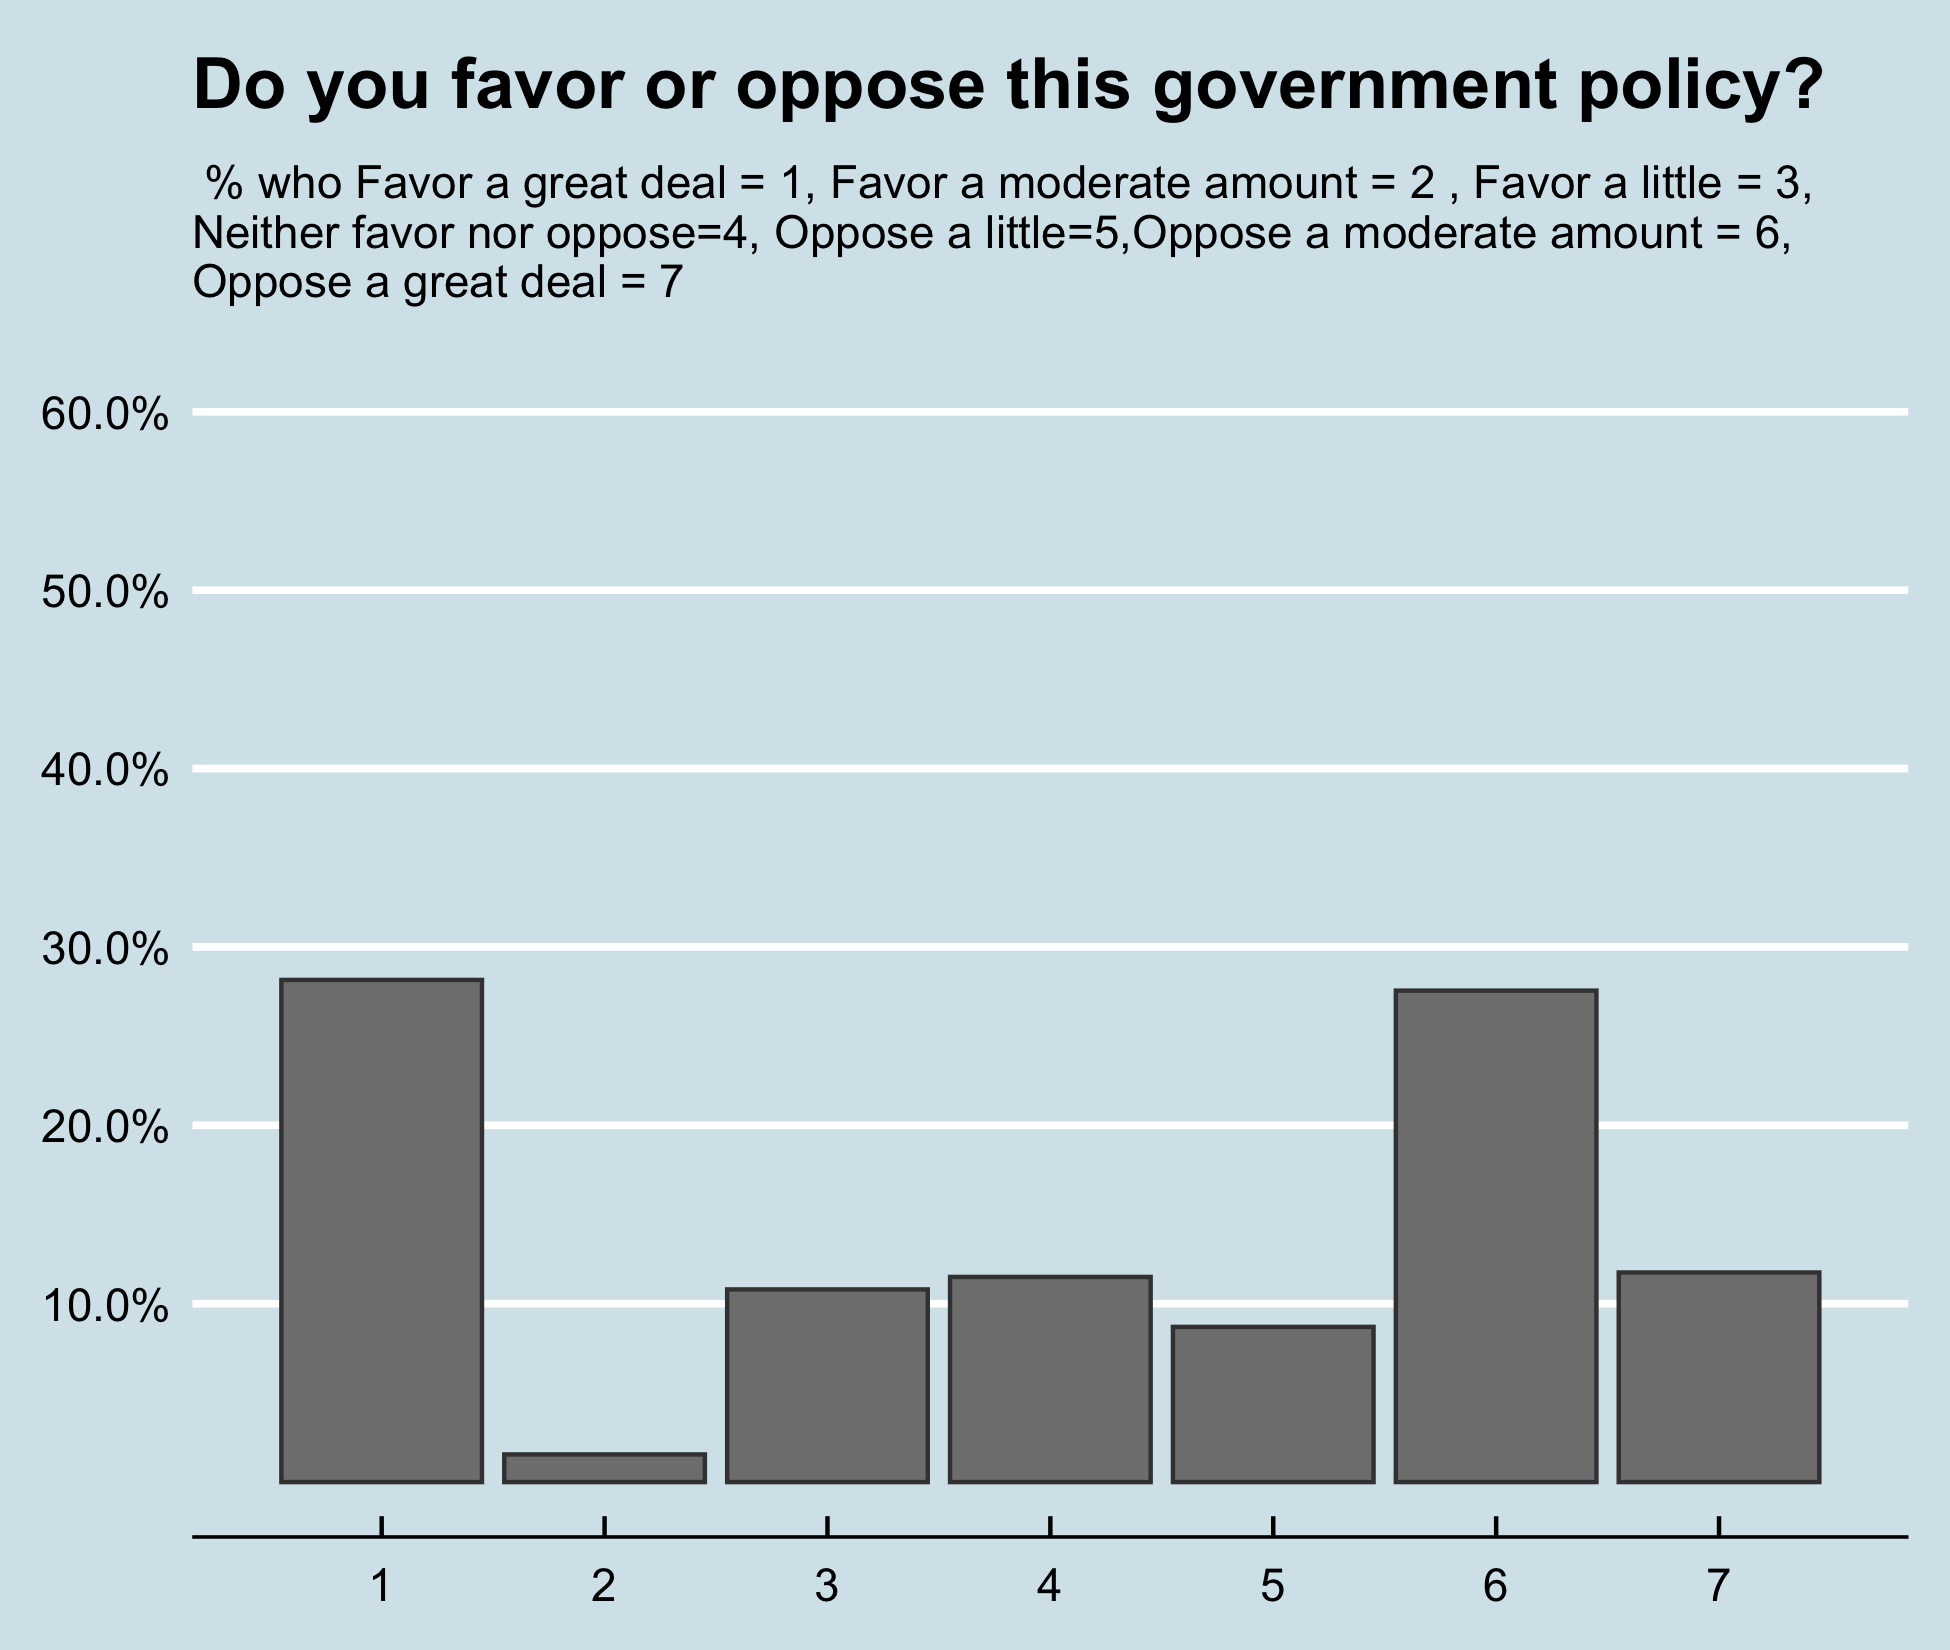 Do you favor or oppose this government policy?
% who Favor a great deal = 1, Favor a moderate amount = 2 , Favor a little = 3,
Neither favor nor oppose=4, Oppose a little=5,Oppose a moderate amount = 6,
Oppose a great deal = 7
60.0%
50.0%
40.0%
30.0%
20.0%
10.0%
1 2 3 4 5 6 7